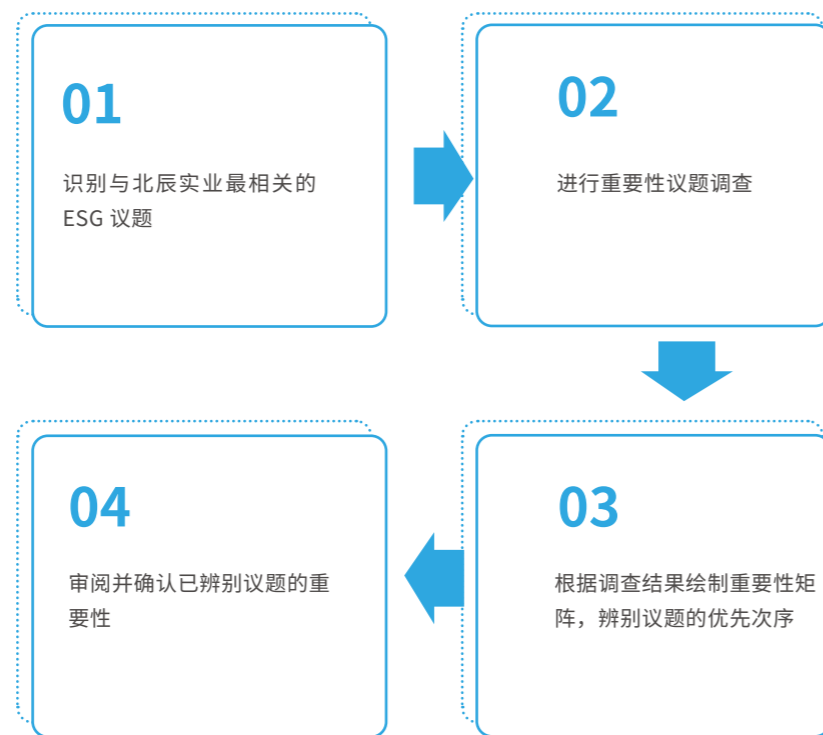 01
识别与北辰实业最相关的
ESG 议题
02
进行重要性议题调查
03
根据调查结果绘制重要性矩
阵，辨别议题的优先次序
04
审阅并确认已辨别议题的重
要性